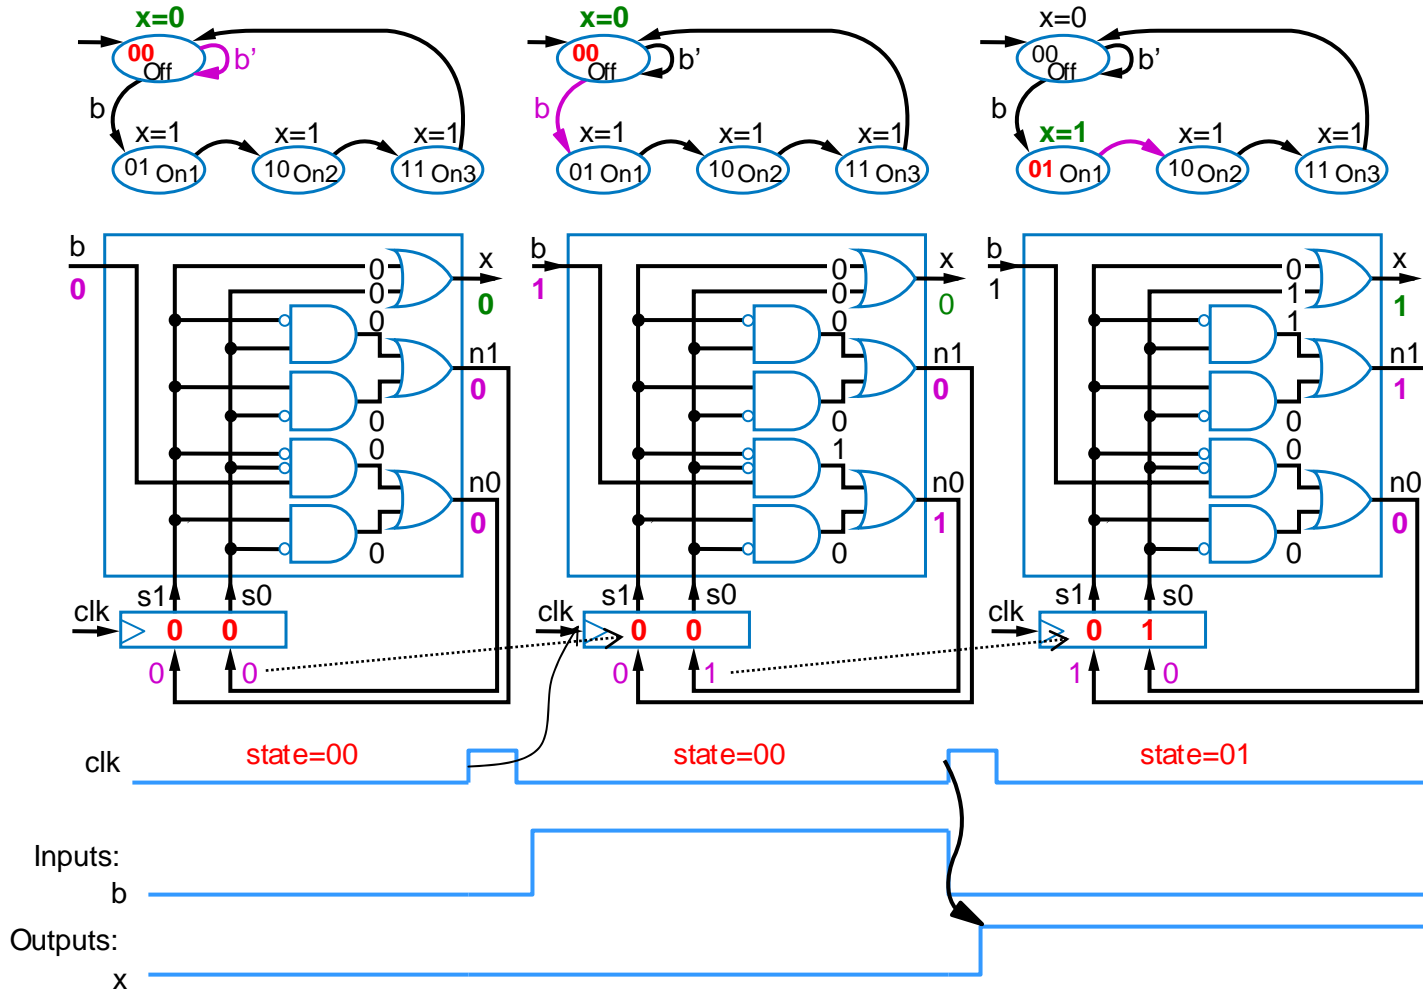 x=0 x=0 x=0
00 Off b' 00 Off b' 00 Off b'
b b b
x=1 x=1 x=1 x=1 x=1 x=1 x=1 x=1 x=1
01 On1 10 On2 11 On3 01 On1 10 On2 11 On3 01 On1 10 On2 11 On3
b x b x b x
0 0 0 1 0 0 1 0 1 1
0 0 1
n1 n1 n1
0 0 1
0 0 0
0 1 0
n0 n0 n0
0 1 0
0 0 0
s1 s0 s1 s0 s1 s0
clk 0 0 clk 0 0 clk 0 1
0 0 0 1 1 0
clk state=00 state=00 state=01
Inputs:
b
Outputs:
x